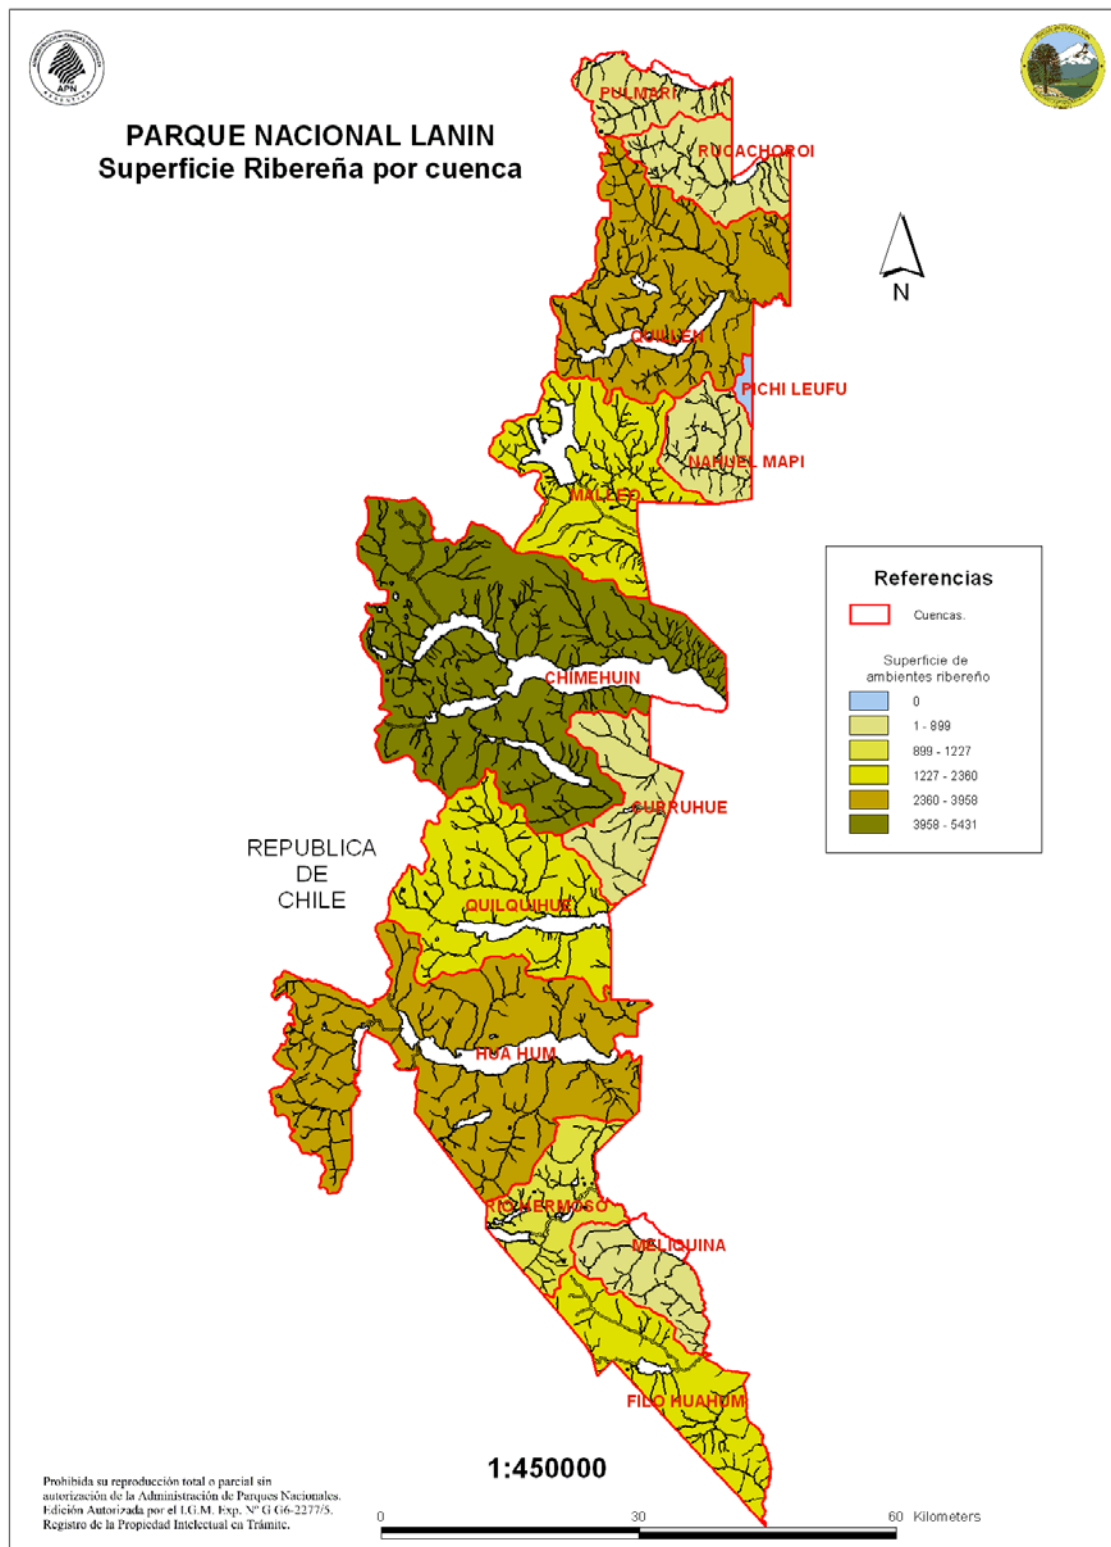 PARQUE NACIONAL LANIN
Superficie Ribereña por cuenca
APN
ARGENTINA
PULMARI
RUCACHOROI
N
QUILLEN
PICHI LEUFU
NAHUEL MAPI
MALLEO
Referencias
Cuencas.
Superficie de
ambientes ribereño
0
1 - 899
899 - 1227
1227 - 2360
2360 - 3958
3958 - 5431
CHIMEHUIN
CURRUHUE
REPUBLICA
DE
CHILE
QUILQUIHUE
HUA HUM
RIO HERMOSO
MELIQUINA
FILO HUAHUM
1:450000
Prohibida su reproducción total o parcial sin
autorización de la Administración de Parques Nacionales.
Edición Autorizada por el I.G.M. Exp. Nº G G6-2277/5.
Registro de la Propiedad Intelectual en Trámite.
0 30 60 Kilometers